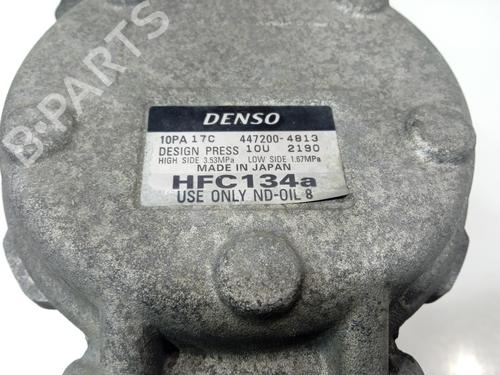 DENSO
10PA 17C 447200-4813
DESIGN PRESS 10U 2190
HIGH SIDE 3.53MPa LOW SIDE 1.67MPa
MADE IN JAPAN
HFC134a
USE ONLY ND-OIL 8
B-PARTS